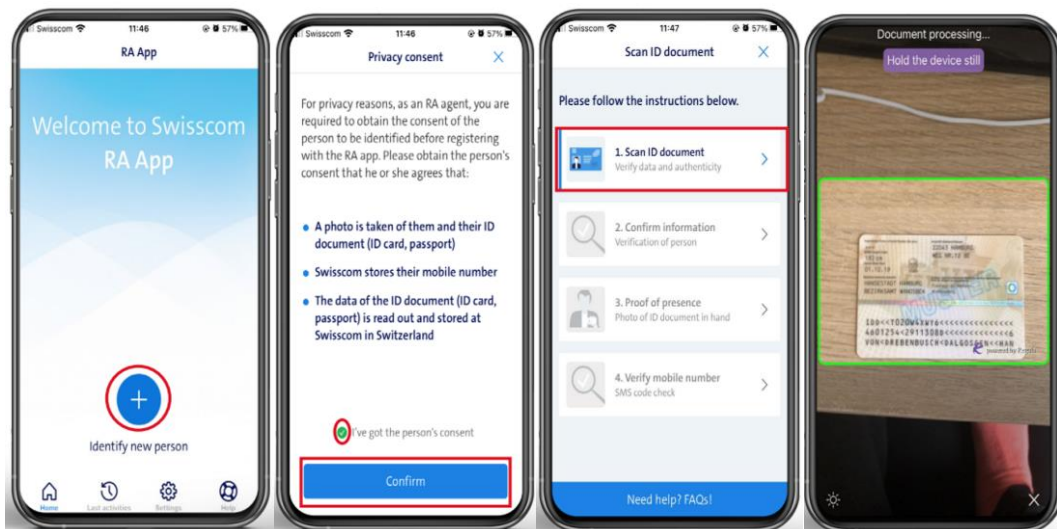 Swisscom
11:46
57%
RA App
Welcome to Swisscom
RA App
Identify new person
Home
Last activities
Settings
Help
Swisscom
11:46
57%
Privacy consent
For privacy reasons, as an RA agent, you are
required to obtain the consent of the
person to be identified before registering
with the RA app. Please obtain the person's
consent that he or she agrees that:
A photo is taken of them and their ID
document (ID card, passport)
Swisscom stores their mobile number
The data of the ID document (ID card,
passport) is read out and stored at
Swisscom in Switzerland
I've got the person's consent
Confirm
Swisscom
11:47
57%
Scan ID document
Please follow the instructions below.
1. Scan ID document
Verify data and authenticity
2. Confirm information
Verification of person
3. Proof of presence
Photo of ID document in hand
4. Verify mobile number
SMS code check
Need help? FAQs!
Document processing...
Hold the device still
HANSESTADT HAMBURG
MUSTER
powered by